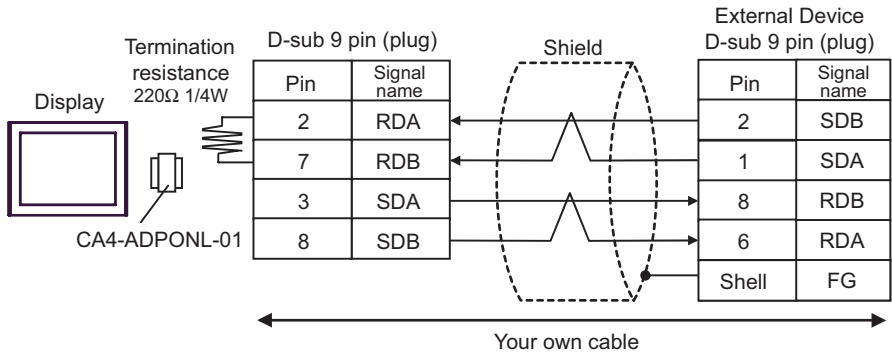 External Device
D-sub 9 pin (plug)
D-sub 9 pin (plug)
Shield
Termination
resistance
220Ω 1/4W
Display
CA4-ADPONL-01
Pin Signal name
2 RDA
7 RDB
3 SDA
8 SDB
Pin Signal name
2 SDB
1 SDA
8 RDB
6 RDA
Shell FG
Your own cable